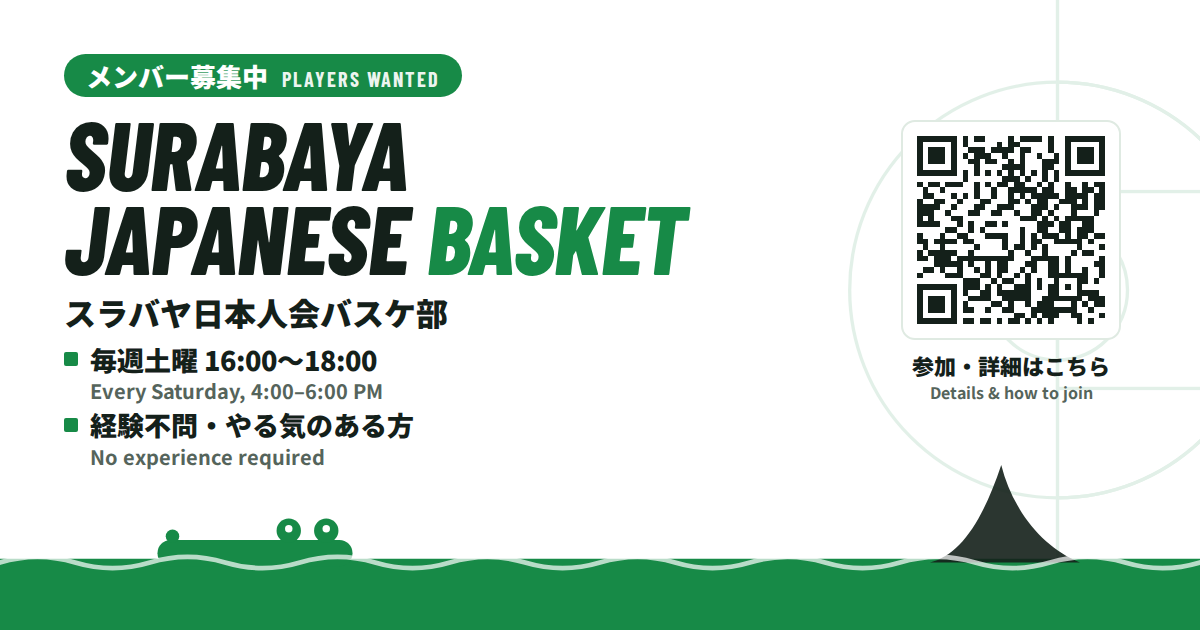 メンバー募集中 PLAYERS WANTED
SURABAYA
JAPANESE BASKET
スラバヤ日本人会バスケ部
毎週土曜 16:00〜18:00
Every Saturday, 4:00–6:00 PM
経験不問・やる気のある方
No experience required
参加・詳細はこちら
Details & how to join